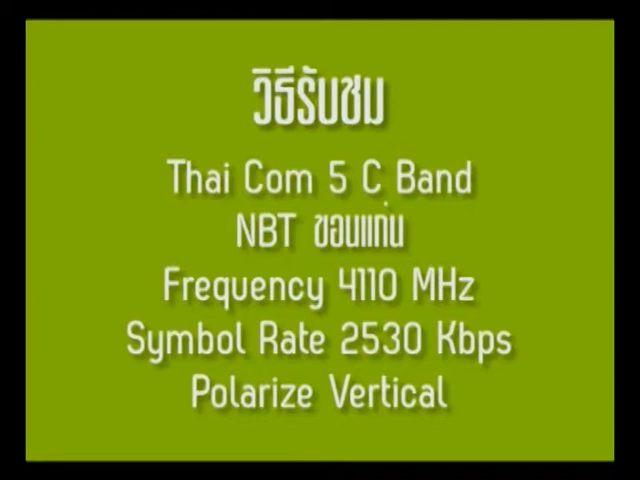 วิธีรับชม
Thai Com 5 C Band
NBT ขอนแก่น
Frequency 4110 MHz
Symbol Rate 2530 Kbps
Polarize Vertical